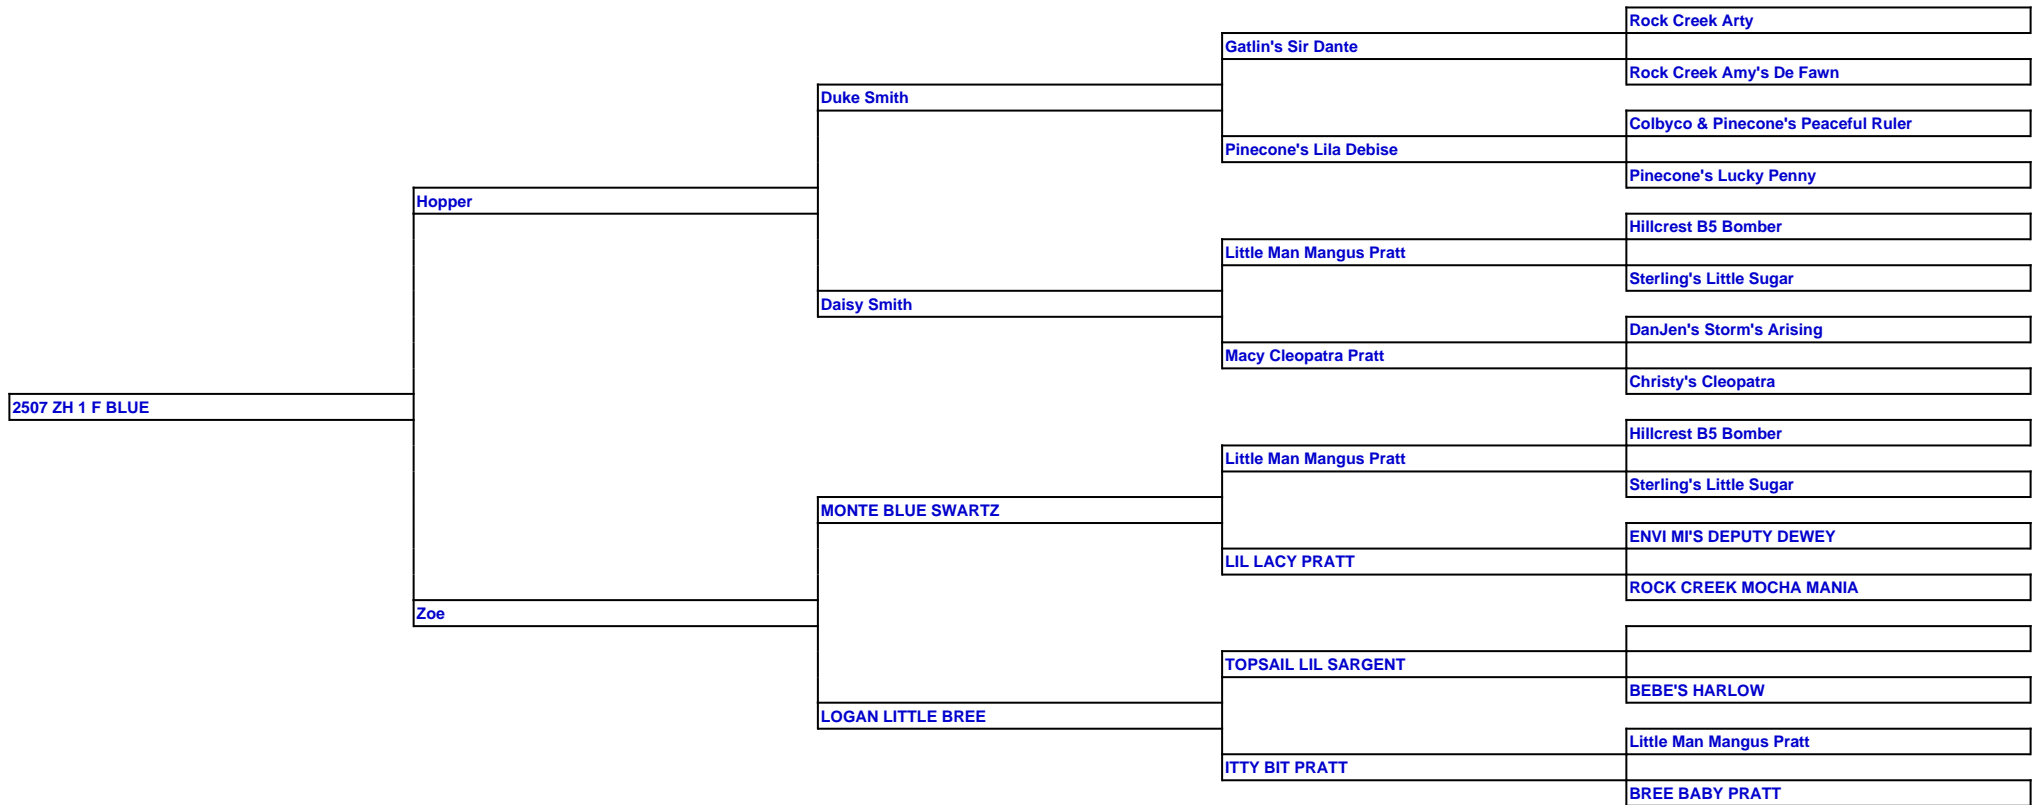 Rock Creek Arty
Gatlin's Sir Dante
Rock Creek Amy's De Fawn
Duke Smith
Colbyco & Pinecone's Peaceful Ruler
Pinecone's Lila Debise
Pinecone's Lucky Penny
Hopper
Hillcrest B5 Bomber
Little Man Mangus Pratt
Sterling's Little Sugar
Daisy Smith
DanJen's Storm's Arising
Macy Cleopatra Pratt
Christy's Cleopatra
2507 ZH 1 F BLUE
Hillcrest B5 Bomber
Little Man Mangus Pratt
Sterling's Little Sugar
MONTE BLUE SWARTZ
ENVI MI'S DEPUTY DEWEY
LIL LACY PRATT
ROCK CREEK MOCHA MANIA
Zoe
TOPSAIL LIL SARGENT
BEBE'S HARLOW
LOGAN LITTLE BREE
Little Man Mangus Pratt
ITTY BIT PRATT
BREE BABY PRATT